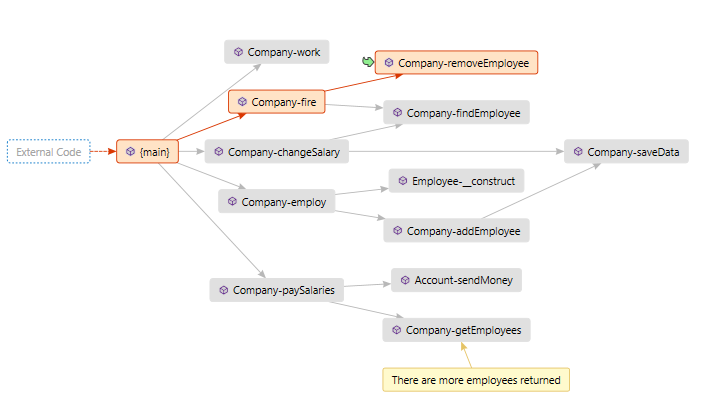 Company-work
Company-removeEmployee
Company-fire
Company-findEmployee
External Code
{main}
Company-changeSalary
Company-saveData
Employee-__construct
Company-employ
Company-addEmployee
Account-sendMoney
Company-paySalaries
Company-getEmployees
There are more employees returned